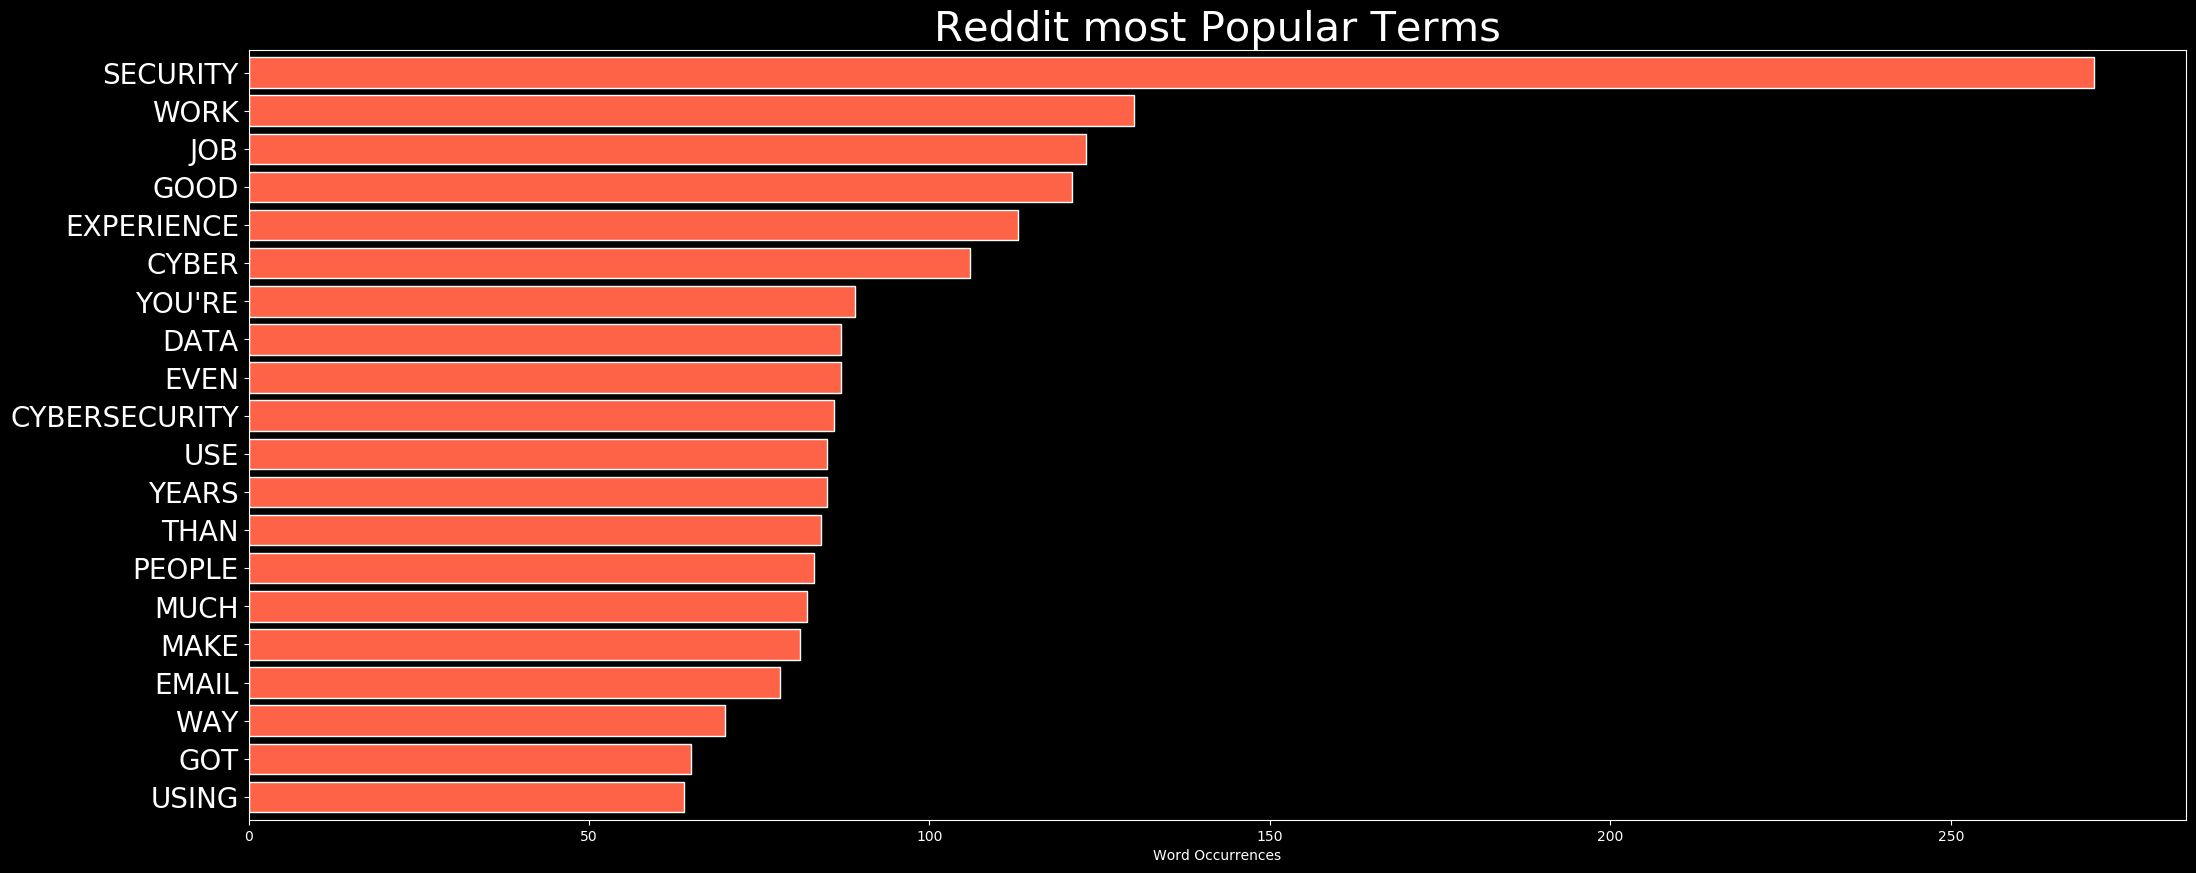 Reddit most Popular Terms
SECURITY
WORK
JOB
GOOD
EXPERIENCE
CYBER
YOU'RE
DATA
EVEN
CYBERSECURITY
USE
YEARS
THAN
PEOPLE
MUCH
MAKE
EMAIL
WAY
GOT
USING
0 50 100 150 200 250
Word Occurrences